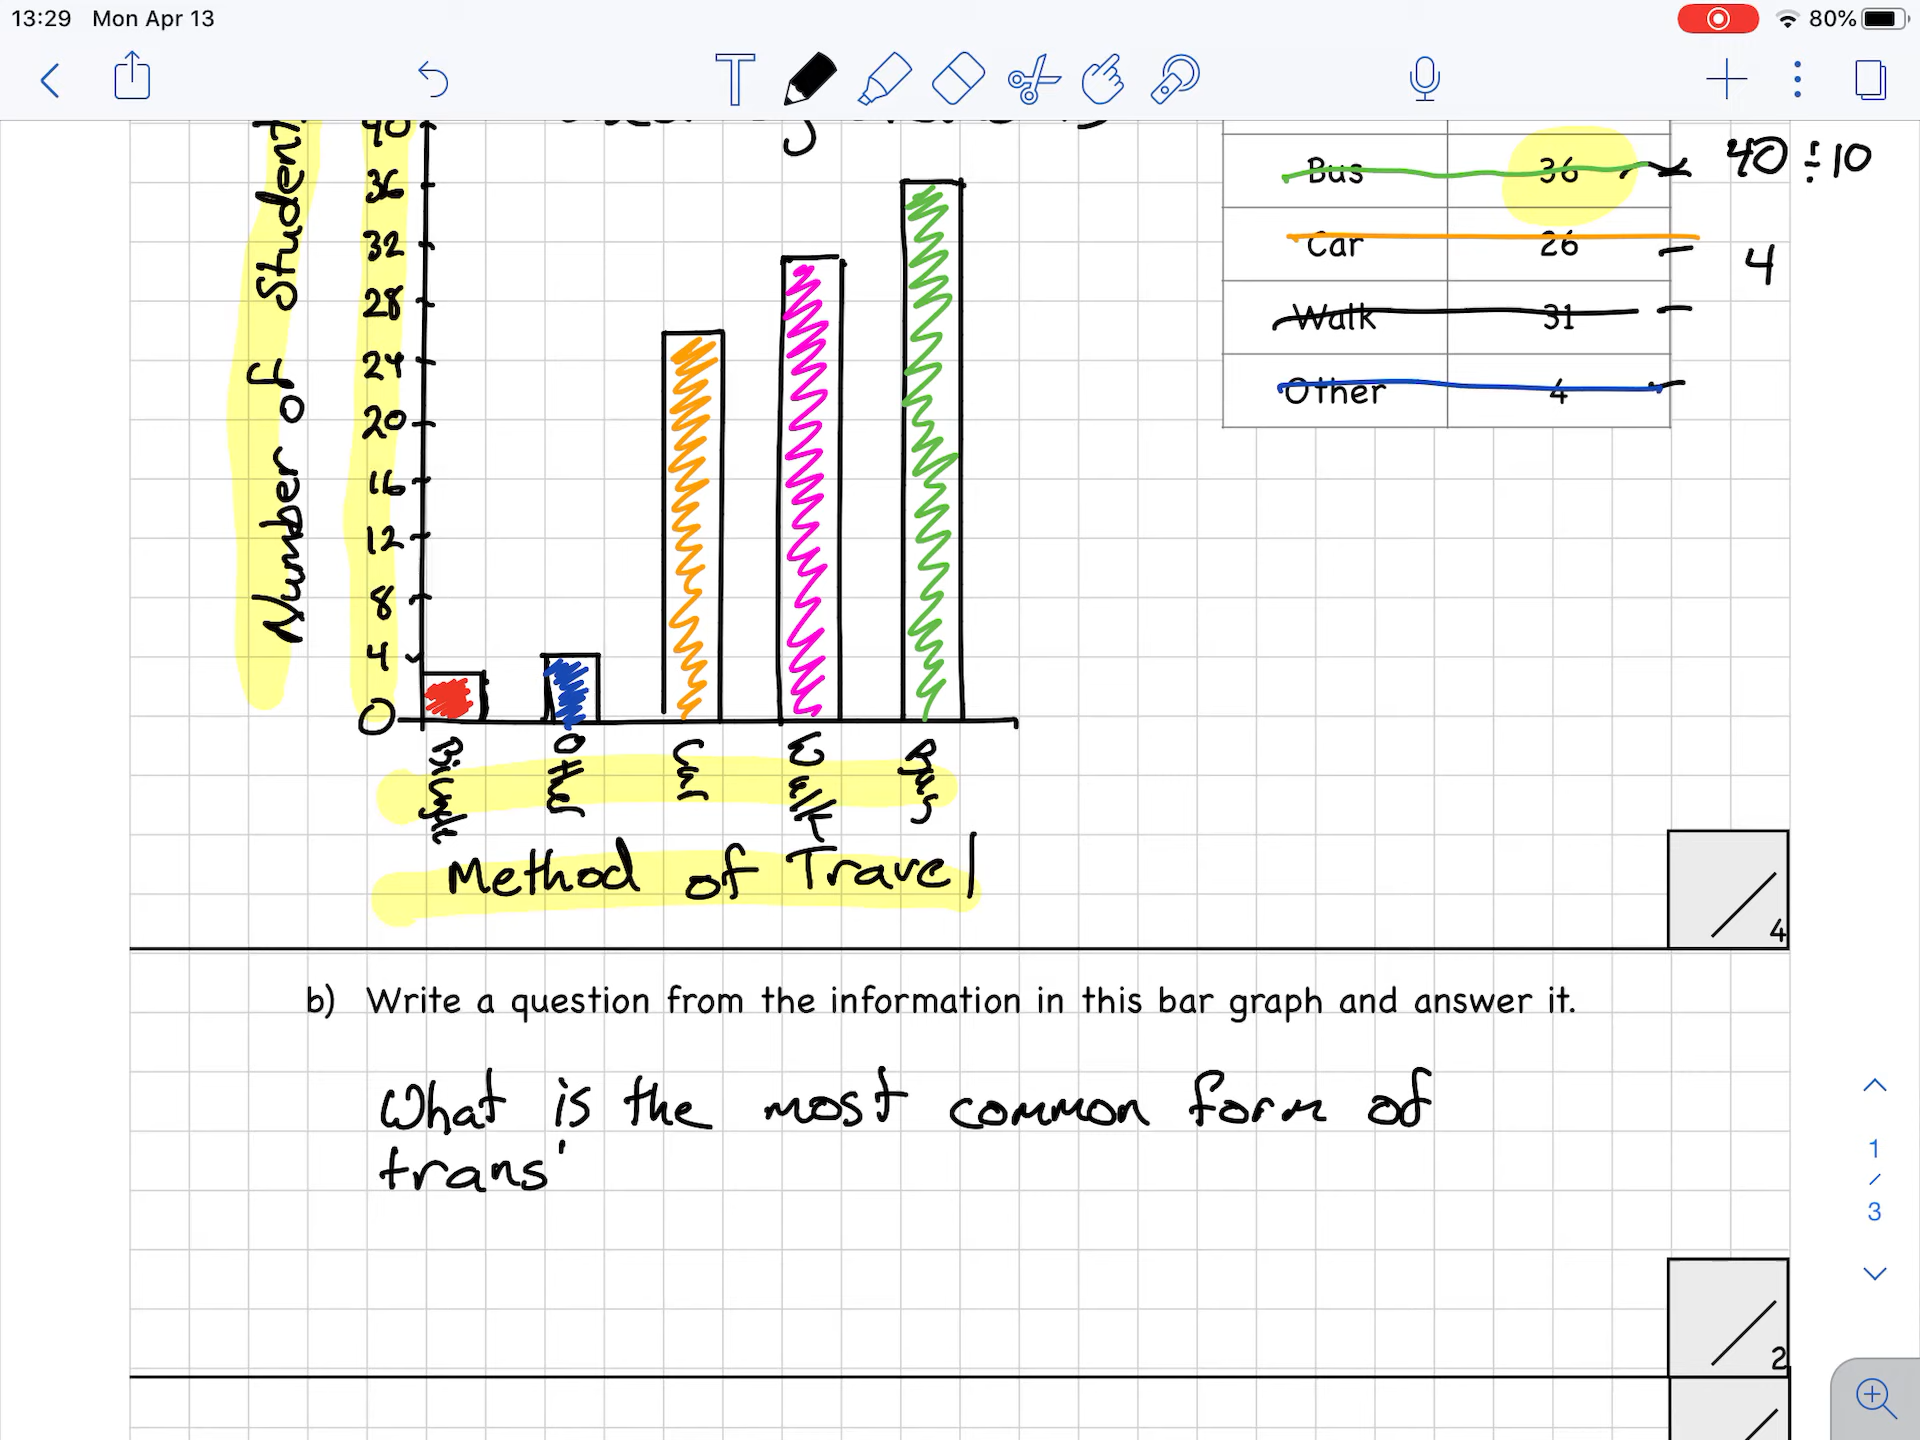 13:29 Mon Apr 13 80%
40
36
32
28
24
20
16
12
8
4
0
Number of Student
Bicycle
Other
Car
Walk
Bus
Method of Travel
Bus 36
Car 26
Walk 31
Other 4
40 ÷ 10
4
4
b) Write a question from the information in this bar graph and answer it.
What is the most common form of
trans'
1
/
3
2